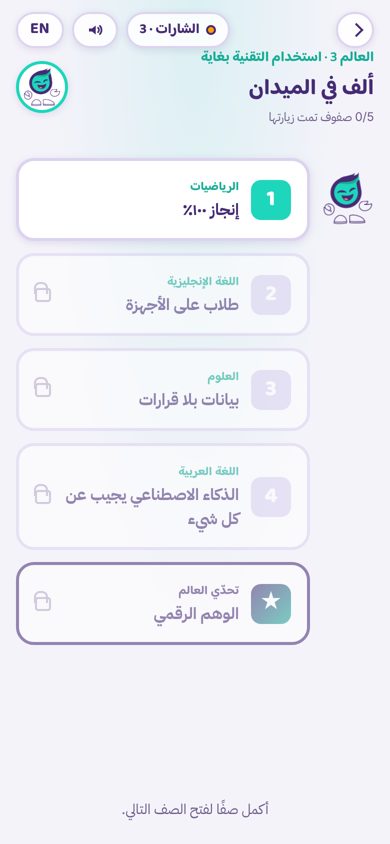 الشارات · 3
EN
العالم 3 · استخدام التقنية بغاية
ألف في الميدان
0/5 صفوف تمت زيارتها
1
الرياضيات
إنجاز ١٠٠٪
2
اللغة الإنجليزية
طلاب على الأجهزة
3
العلوم
بيانات بلا قرارات
4
اللغة العربية
الذكاء الاصطناعي يجيب عن
كل شيء
تحدّي العالم
الوهم الرقمي
أكمل صفًا لفتح الصف التالي.